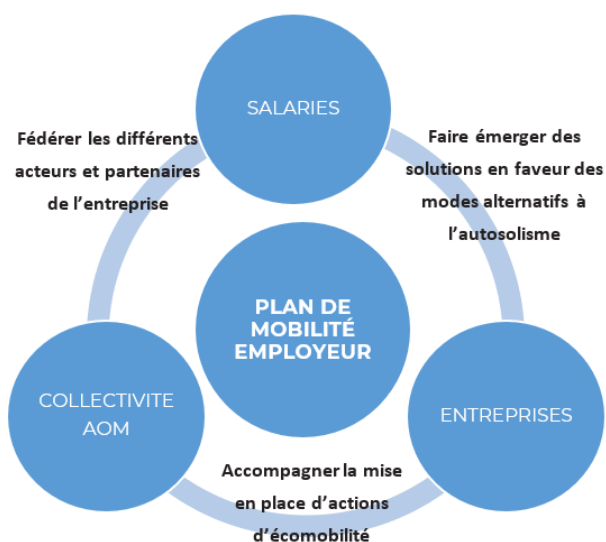 SALARIES
Fédérer les différents
acteurs et partenaires
de l’entreprise
Faire émerger des
solutions en faveur des
modes alternatifs à
l’autosolisme
PLAN DE
MOBILITÉ
EMPLOYEUR
COLLECTIVITE
AOM
ENTREPRISES
Accompagner la mise
en place d’actions
d’écomobilité